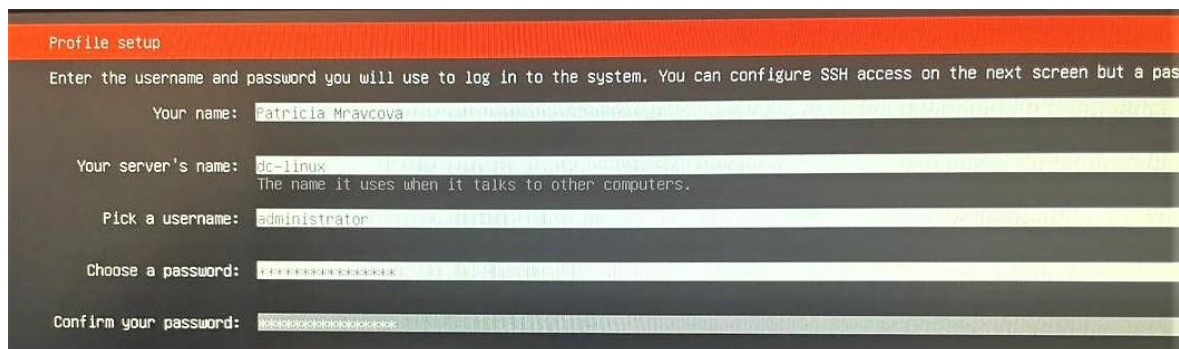 Profile setup
Enter the username and password you will use to log in to the system. You can configure SSH access on the next screen but a pas
Your name: Patricia Mravcova
Your server's name: dc-linux
The name it uses when it talks to other computers.
Pick a username: administrator
Choose a password: ****************
Confirm your password: ****************